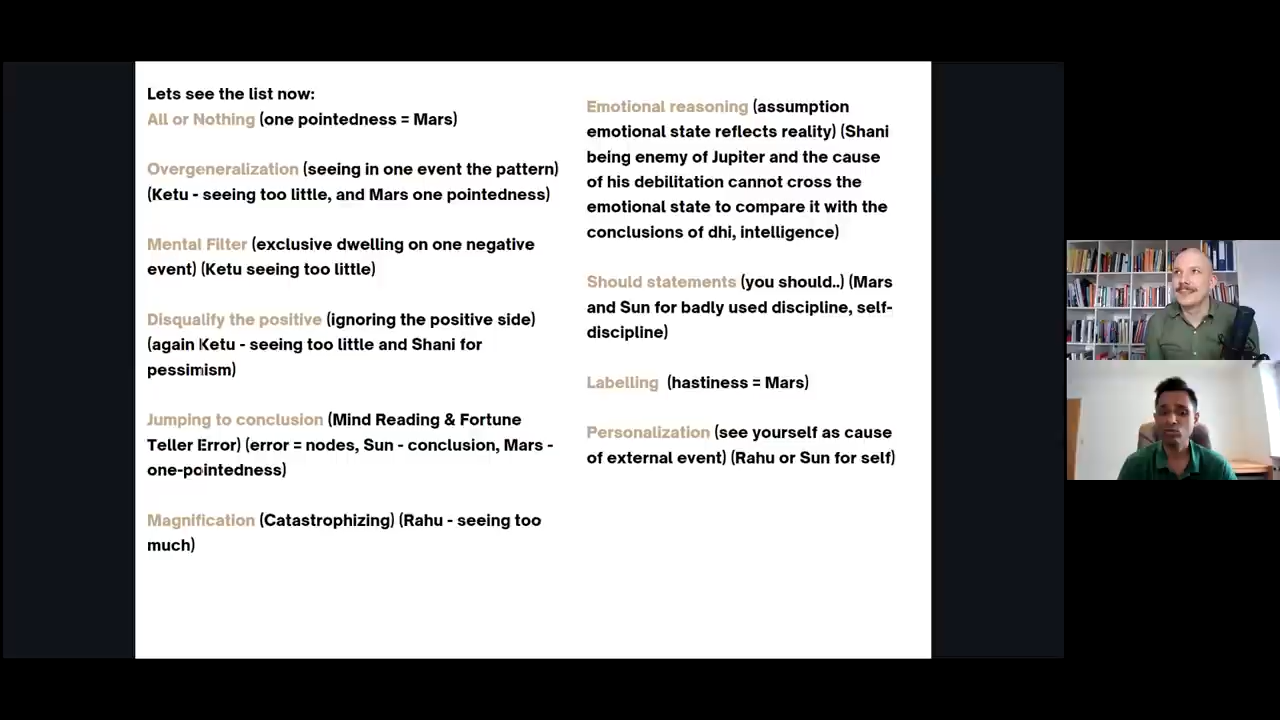 Lets see the list now:
All or Nothing (one pointedness = Mars)
Overgeneralization (seeing in one event the pattern)
(Ketu - seeing too little, and Mars one pointedness)
Mental Filter (exclusive dwelling on one negative
event) (Ketu seeing too little)
Disqualify the positive (ignoring the positive side)
(again Ketu - seeing too little and Shani for
pessimism)
Jumping to conclusion (Mind Reading & Fortune
Teller Error) (error = nodes, Sun - conclusion, Mars -
one-pointedness)
Magnification (Catastrophizing) (Rahu - seeing too
much)
Emotional reasoning (assumption
emotional state reflects reality) (Shani
being enemy of Jupiter and the cause
of his debilitation cannot cross the
emotional state to compare it with the
conclusions of dhi, intelligence)
Should statements (you should..) (Mars
and Sun for badly used discipline, self-
discipline)
Labelling (hastiness = Mars)
Personalization (see yourself as cause
of external event) (Rahu or Sun for self)